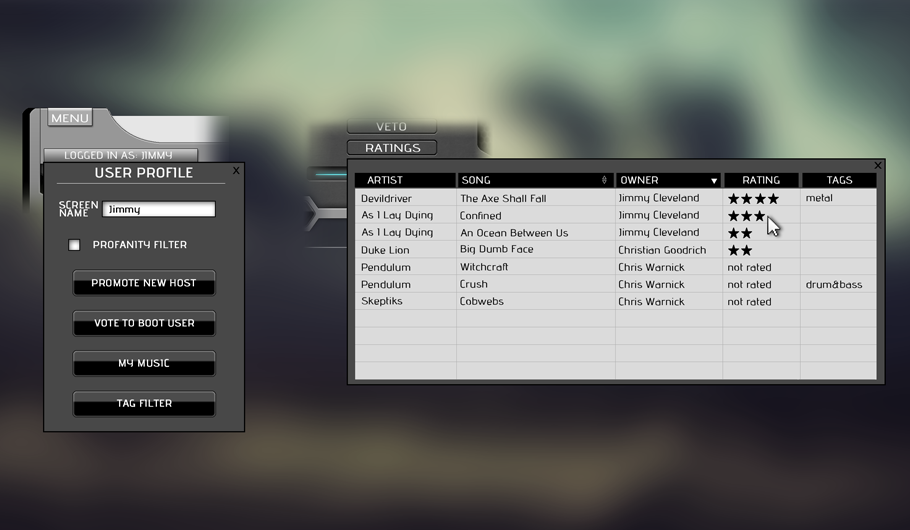 MENU
LOGGED IN AS: JIMMY
USER PROFILE X
SCREEN NAME Jimmy
PROFANITY FILTER
PROMOTE NEW HOST
VOTE TO BOOT USER
MY MUSIC
TAG FILTER
VETO
RATINGS
X
ARTIST SONG OWNER RATING TAGS
Devildriver The Axe Shall Fall Jimmy Cleveland ★★★★ metal
As I Lay Dying Confined Jimmy Cleveland ★★★
As I Lay Dying An Ocean Between Us Jimmy Cleveland ★★
Duke Lion Big Dumb Face Christian Goodrich ★★
Pendulum Witchcraft Chris Warnick not rated
Pendulum Crush Chris Warnick not rated drum&bass
Skeptiks Cobwebs Chris Warnick not rated